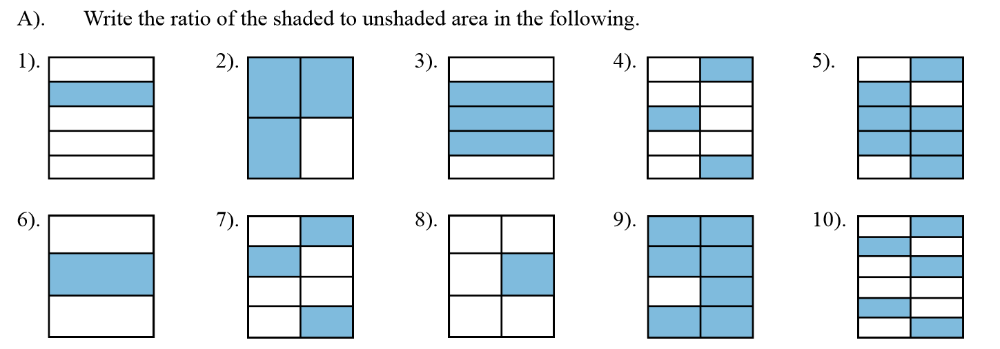 A). Write the ratio of the shaded to unshaded area in the following.
1). 2). 3). 4). 5).
6). 7). 8). 9). 10).